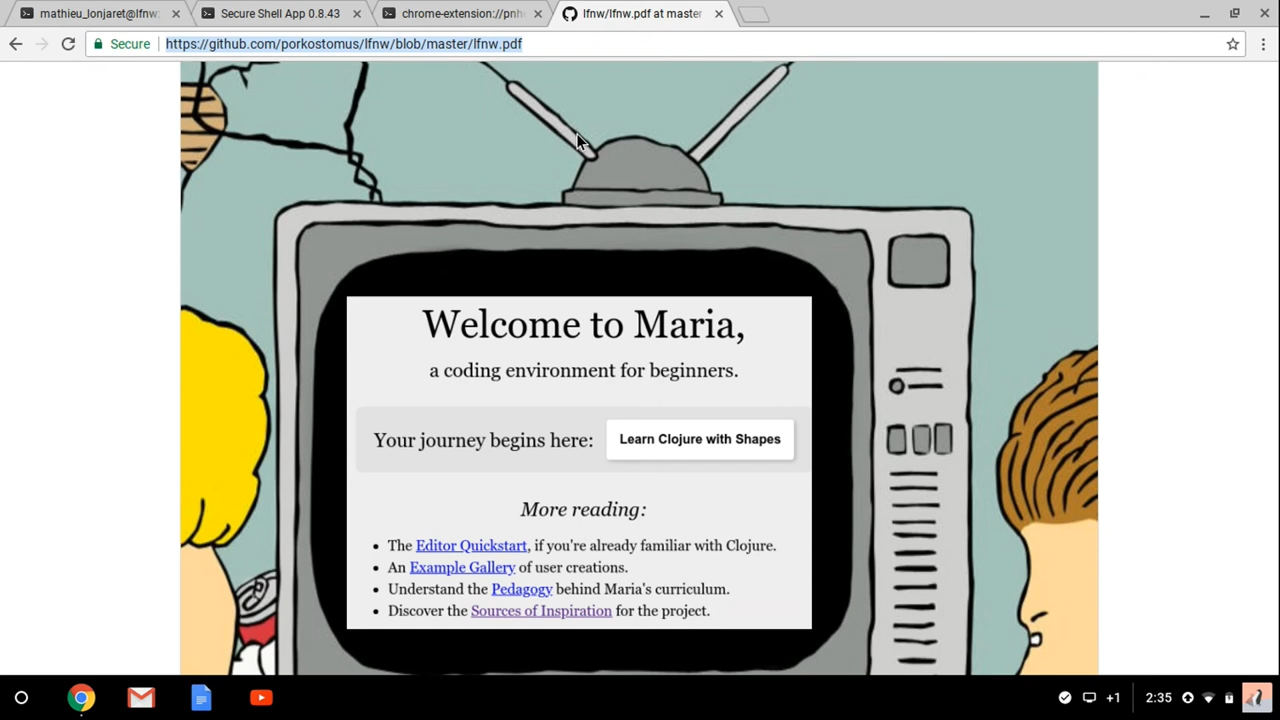 mathieu_lonjaret@lfnw:
Secure Shell App 0.8.43
chrome-extension://pnh
lfnw/lfnw.pdf at master
Secure
https://github.com/porkostomus/lfnw/blob/master/lfnw.pdf
Welcome to Maria,
a coding environment for beginners.
Your journey begins here:
Learn Clojure with Shapes
More reading:
• The Editor Quickstart, if you're already familiar with Clojure.
• An Example Gallery of user creations.
• Understand the Pedagogy behind Maria's curriculum.
• Discover the Sources of Inspiration for the project.
+1
2:35